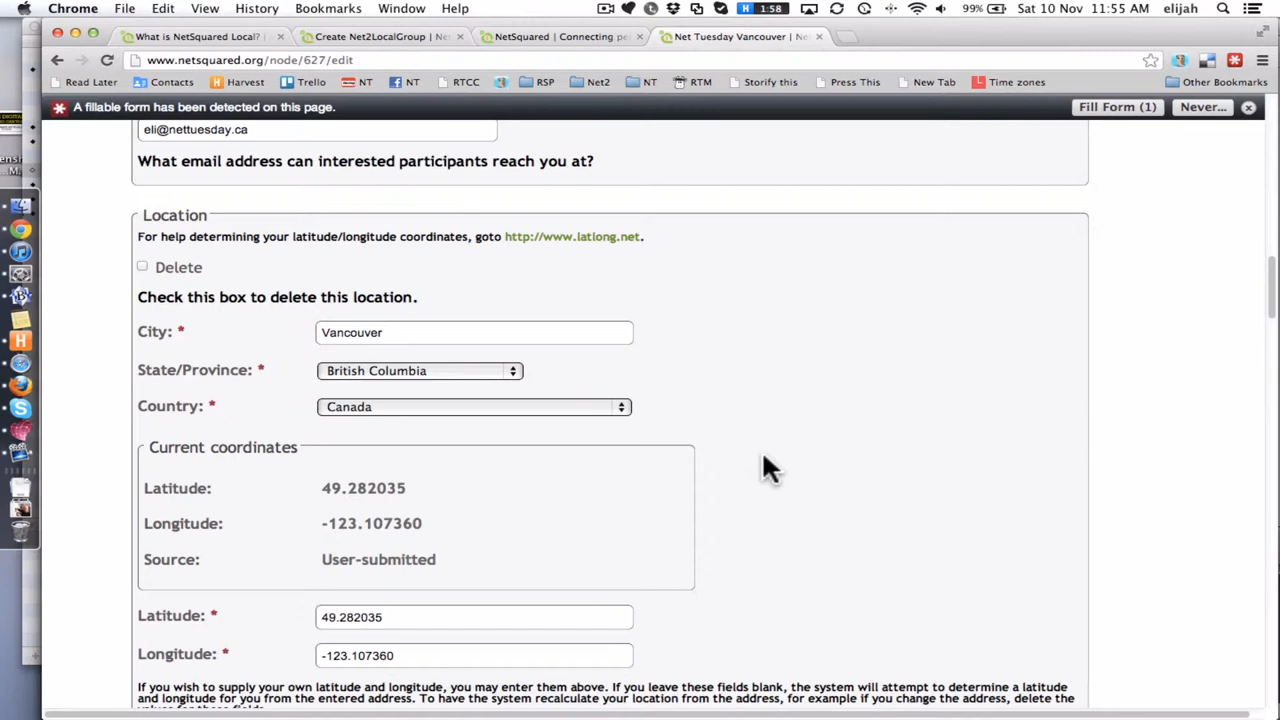 Chrome File Edit View History Bookmarks Window Help 1:58 99% Sat 10 Nov 11:55 AM elijah
What is NetSquared Local? | Create Net2LocalGroup | Net NetSquared | Connecting pe Net Tuesday Vancouver | Ne
www.netsquared.org/node/627/edit
Read Later Contacts Harvest Trello NT NT RTCC RSP Net2 NT RTM Storify this Press This New Tab Time zones Other Bookmarks
A fillable form has been detected on this page. Fill Form (1) Never...
eli@nettuesday.ca
What email address can interested participants reach you at?
Location
For help determining your latitude/longitude coordinates, goto http://www.latlong.net.
Delete
Check this box to delete this location.
City: * Vancouver
State/Province: * British Columbia
Country: * Canada
Current coordinates
Latitude: 49.282035
Longitude: -123.107360
Source: User-submitted
Latitude: * 49.282035
Longitude: * -123.107360
If you wish to supply your own latitude and longitude, you may enter them above. If you leave these fields blank, the system will attempt to determine a latitude
and longitude for you from the entered address. To have the system recalculate your location from the address, for example if you change the address, delete the